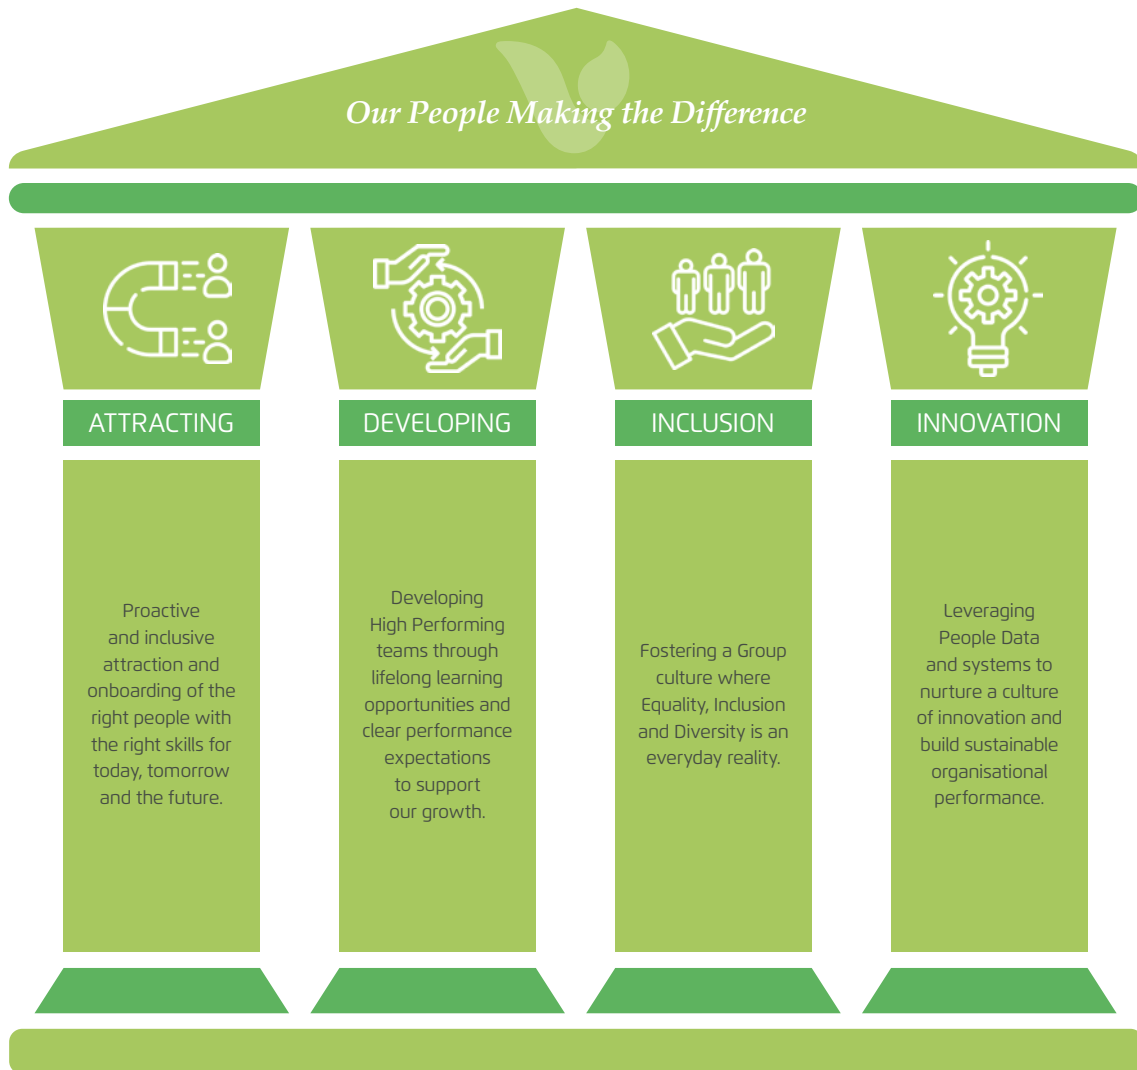 Our People Making the Difference
ATTRACTING
DEVELOPING
INCLUSION
INNOVATION
Proactive
and inclusive
attraction and
onboarding of the
right people with
the right skills for
today, tomorrow
and the future.
Developing
High Performing
teams through
lifelong learning
opportunities and
clear performance
expectations
to support
our growth.
Fostering a Group
culture where
Equality, Inclusion
and Diversity is an
everyday reality.
Leveraging
People Data
and systems to
nurture a culture
of innovation and
build sustainable
organisational
performance.